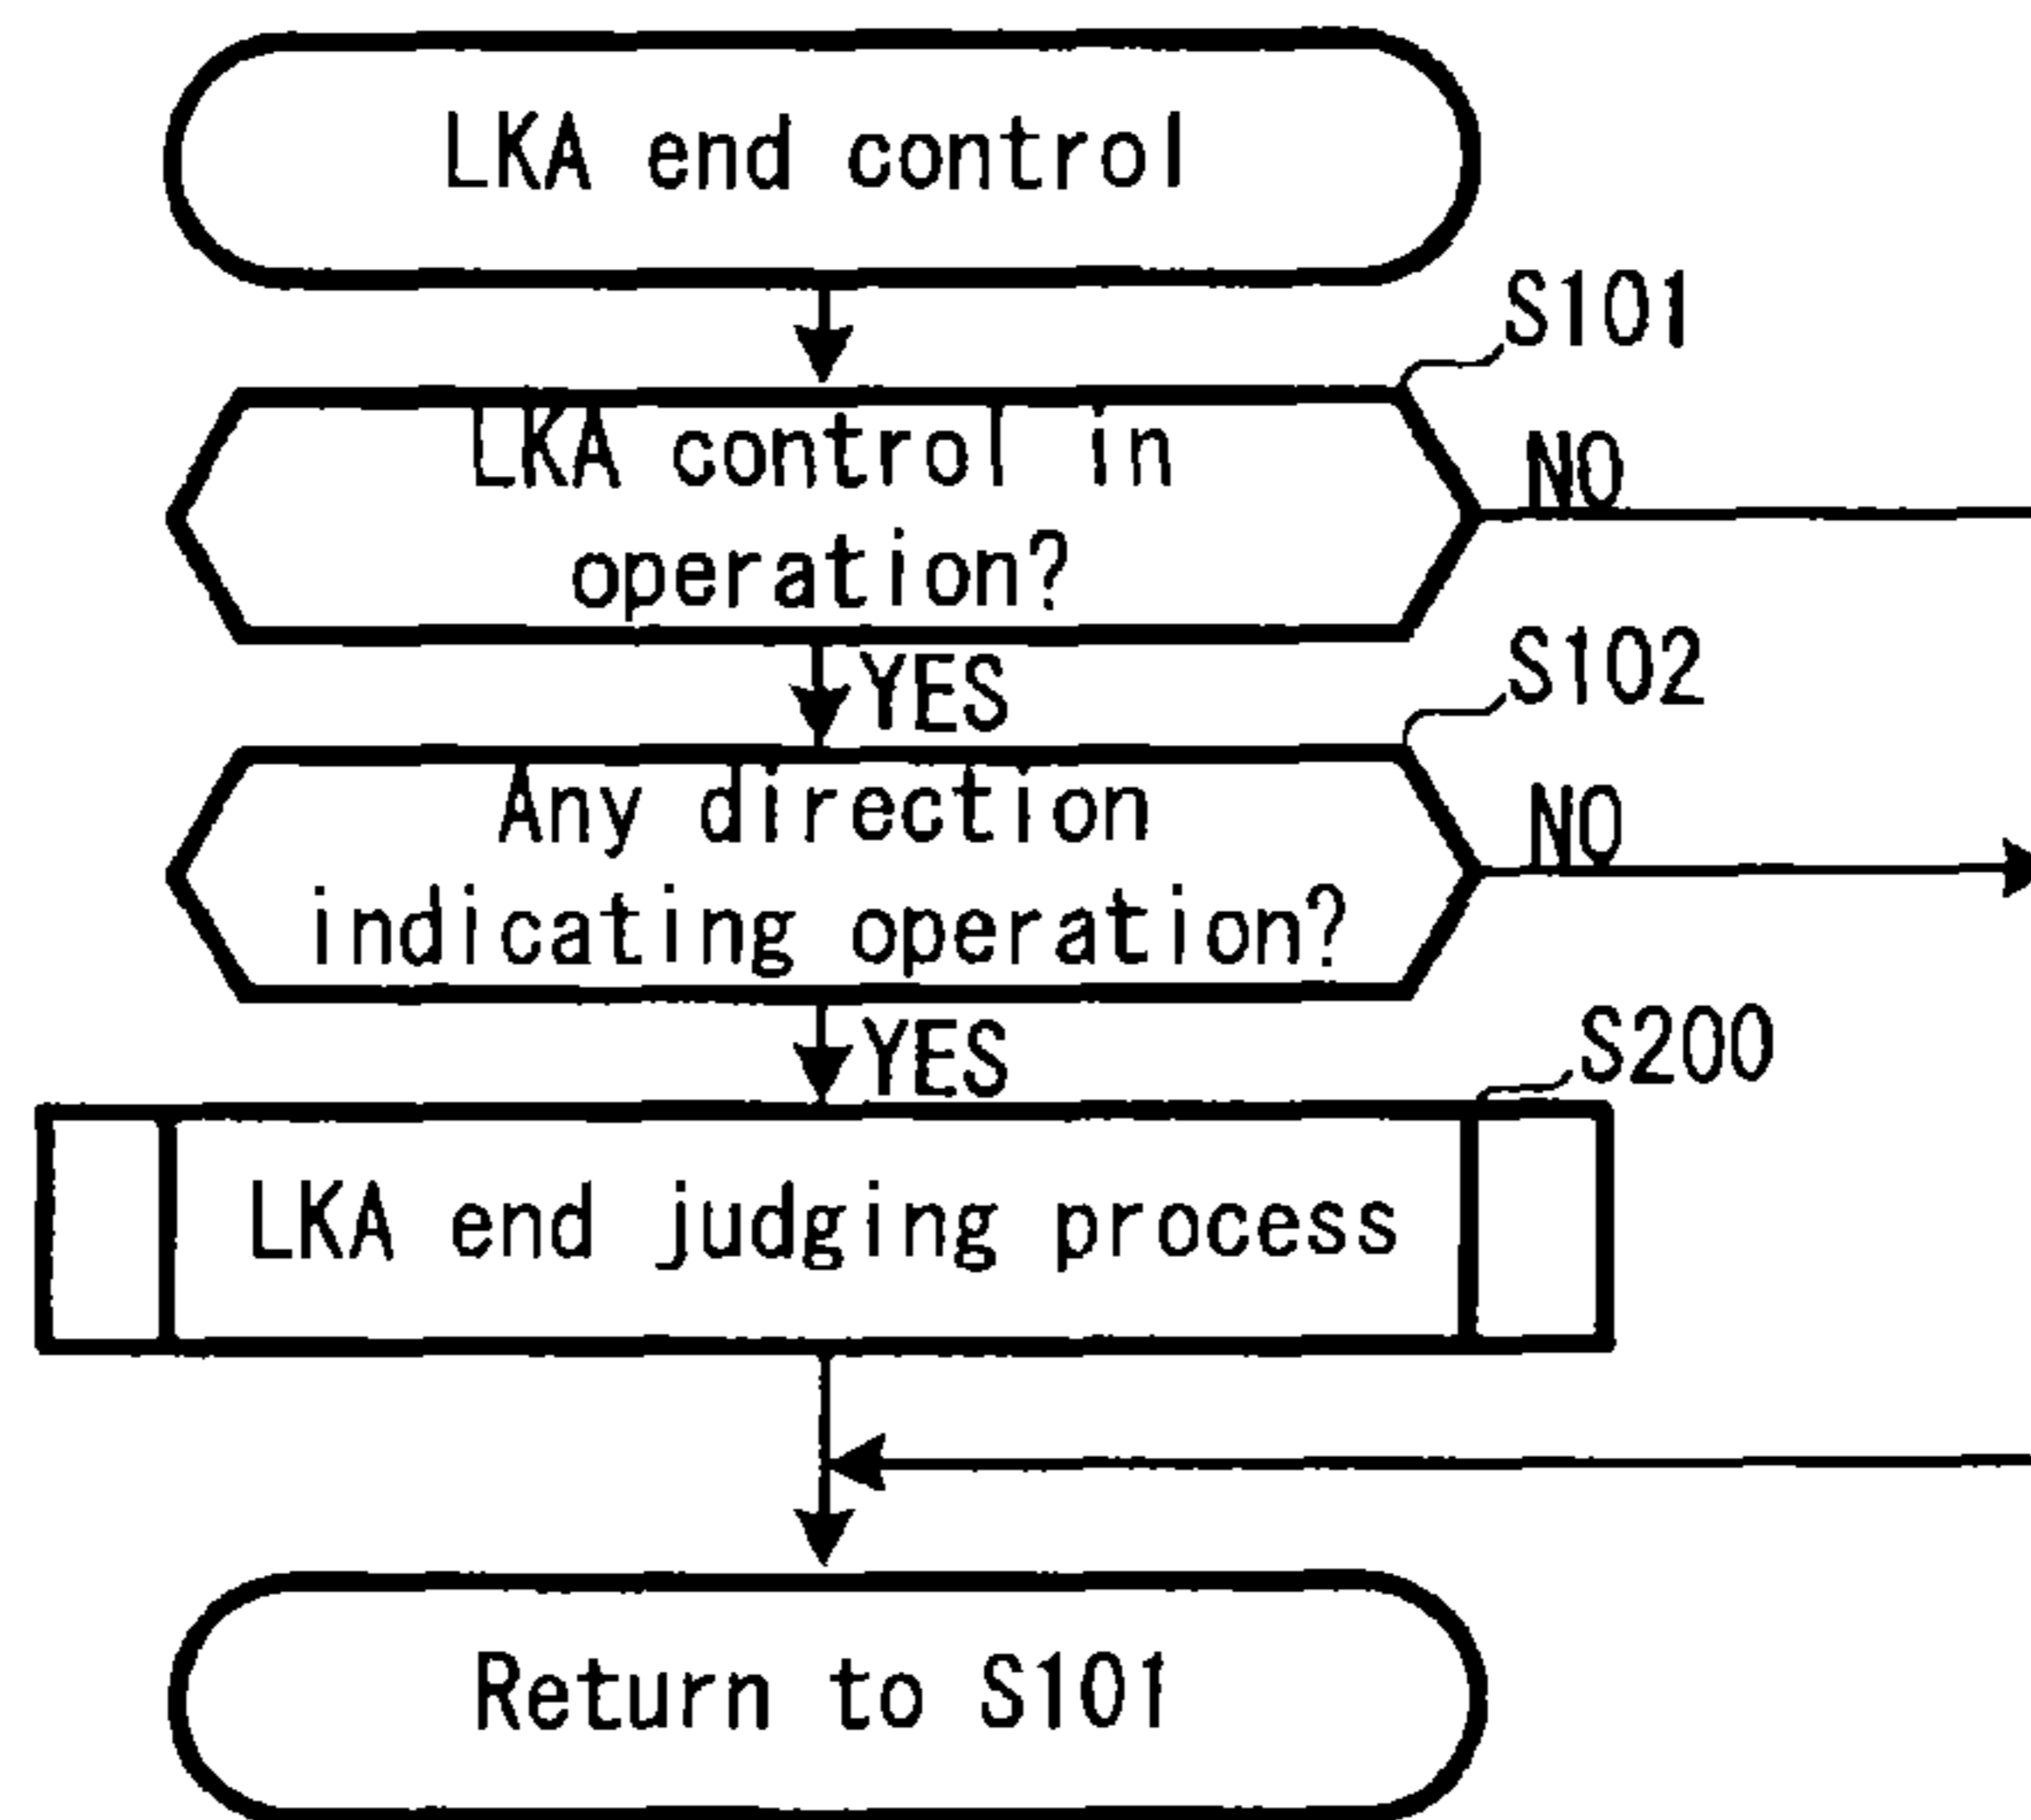 LKA end control
S101
LKA control in
operation?
NO
YES
S102
Any direction
indicating operation?
NO
YES
S200
LKA end judging process
Return to S101